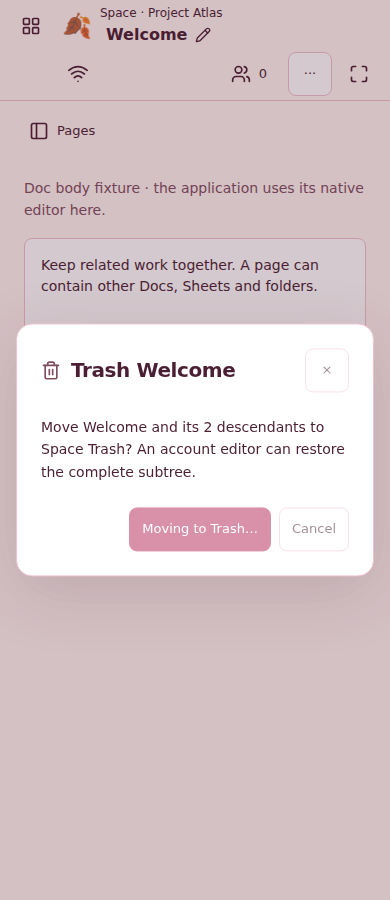 Space · Project Atlas
Welcome
0
...
Pages
Doc body fixture · the application uses its native
editor here.
Keep related work together. A page can
contain other Docs, Sheets and folders.
Trash Welcome
×
Move Welcome and its 2 descendants to
Space Trash? An account editor can restore
the complete subtree.
Moving to Trash...
Cancel